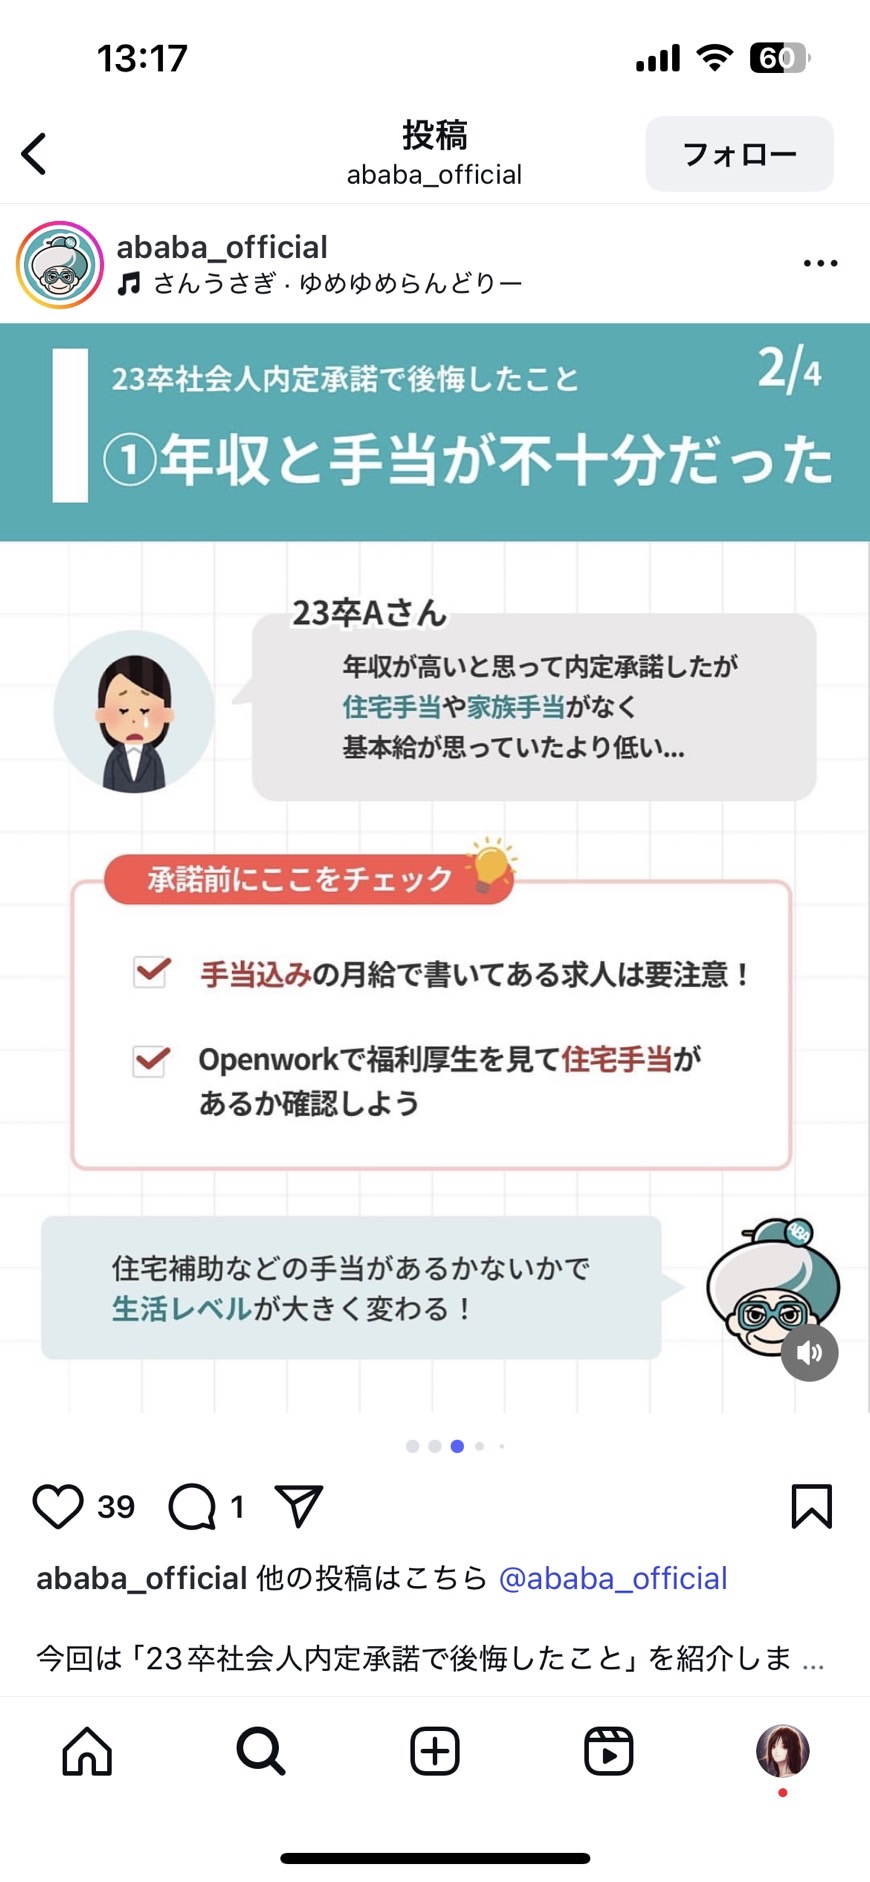 13:17
60
投稿
ababa_official
フォロー
ababa_official
さんうさぎ · ゆめゆめらんどりー
23卒社会人内定承諾で後悔したこと
2/4
①年収と手当が不十分だった
23卒Aさん
年収が高いと思って内定承諾したが
住宅手当や家族手当がなく
基本給が思っていたより低い...
承諾前にここをチェック
手当込みの月給で書いてある求人は要注意！
Openworkで福利厚生を見て住宅手当が
あるか確認しよう
住宅補助などの手当があるかないかで
生活レベルが大きく変わる！
ABA
39
1
ababa_official 他の投稿はこちら @ababa_official
今回は「23卒社会人内定承諾で後悔したこと」を紹介しま ...